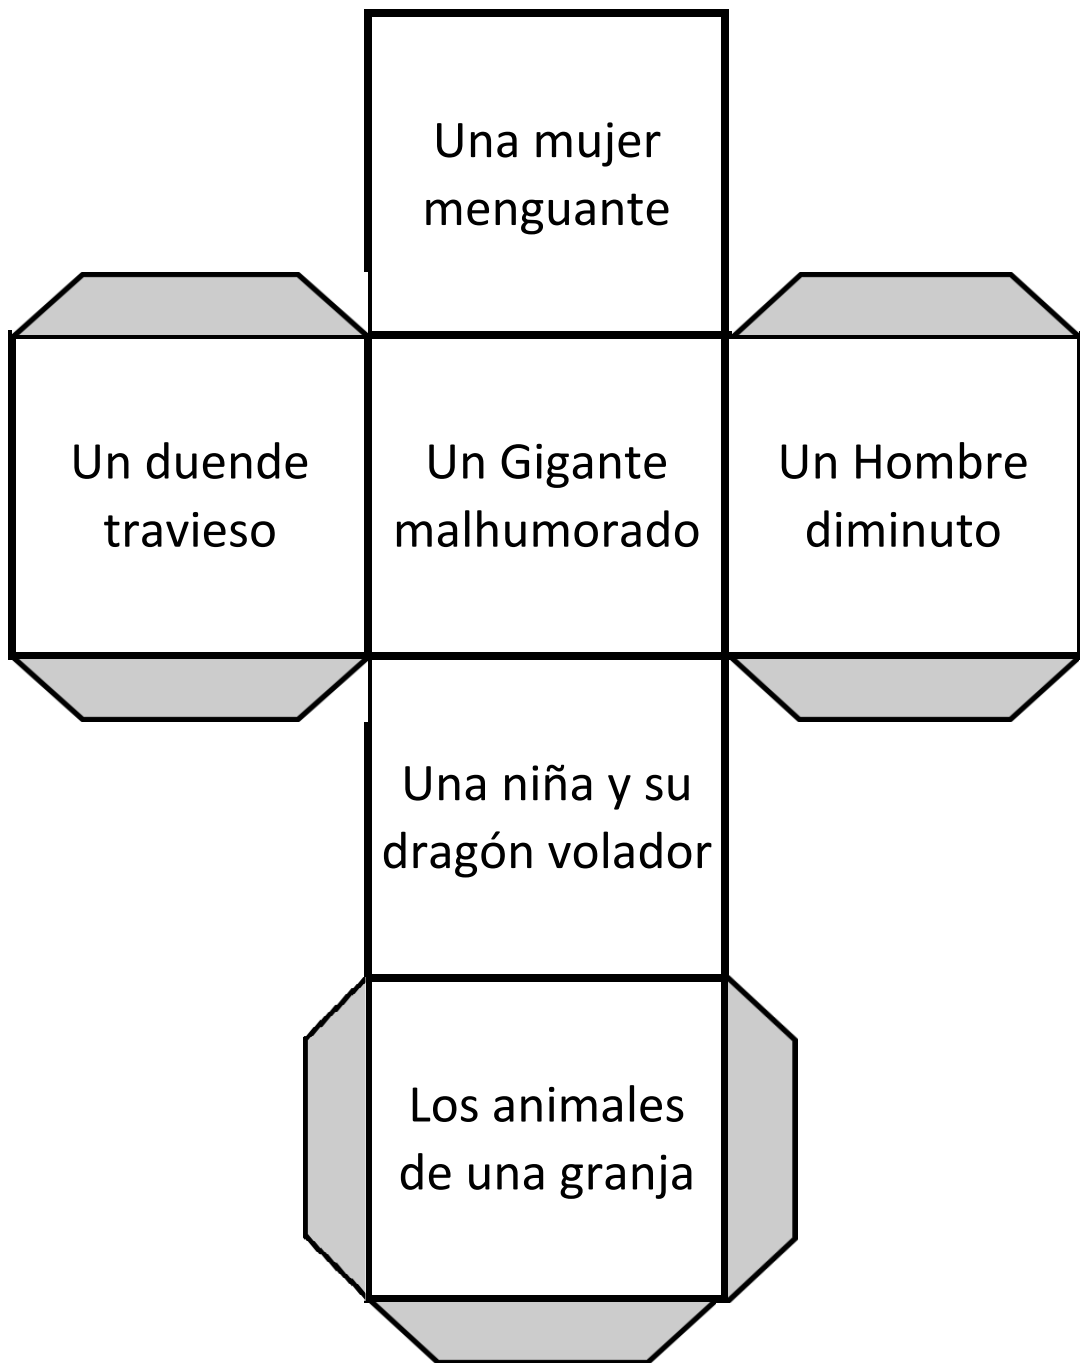 Una mujer
menguante
Un duende
travieso
Un Gigante
malhumorado
Un Hombre
diminuto
Una niña y su
dragón volador
Los animales
de una granja